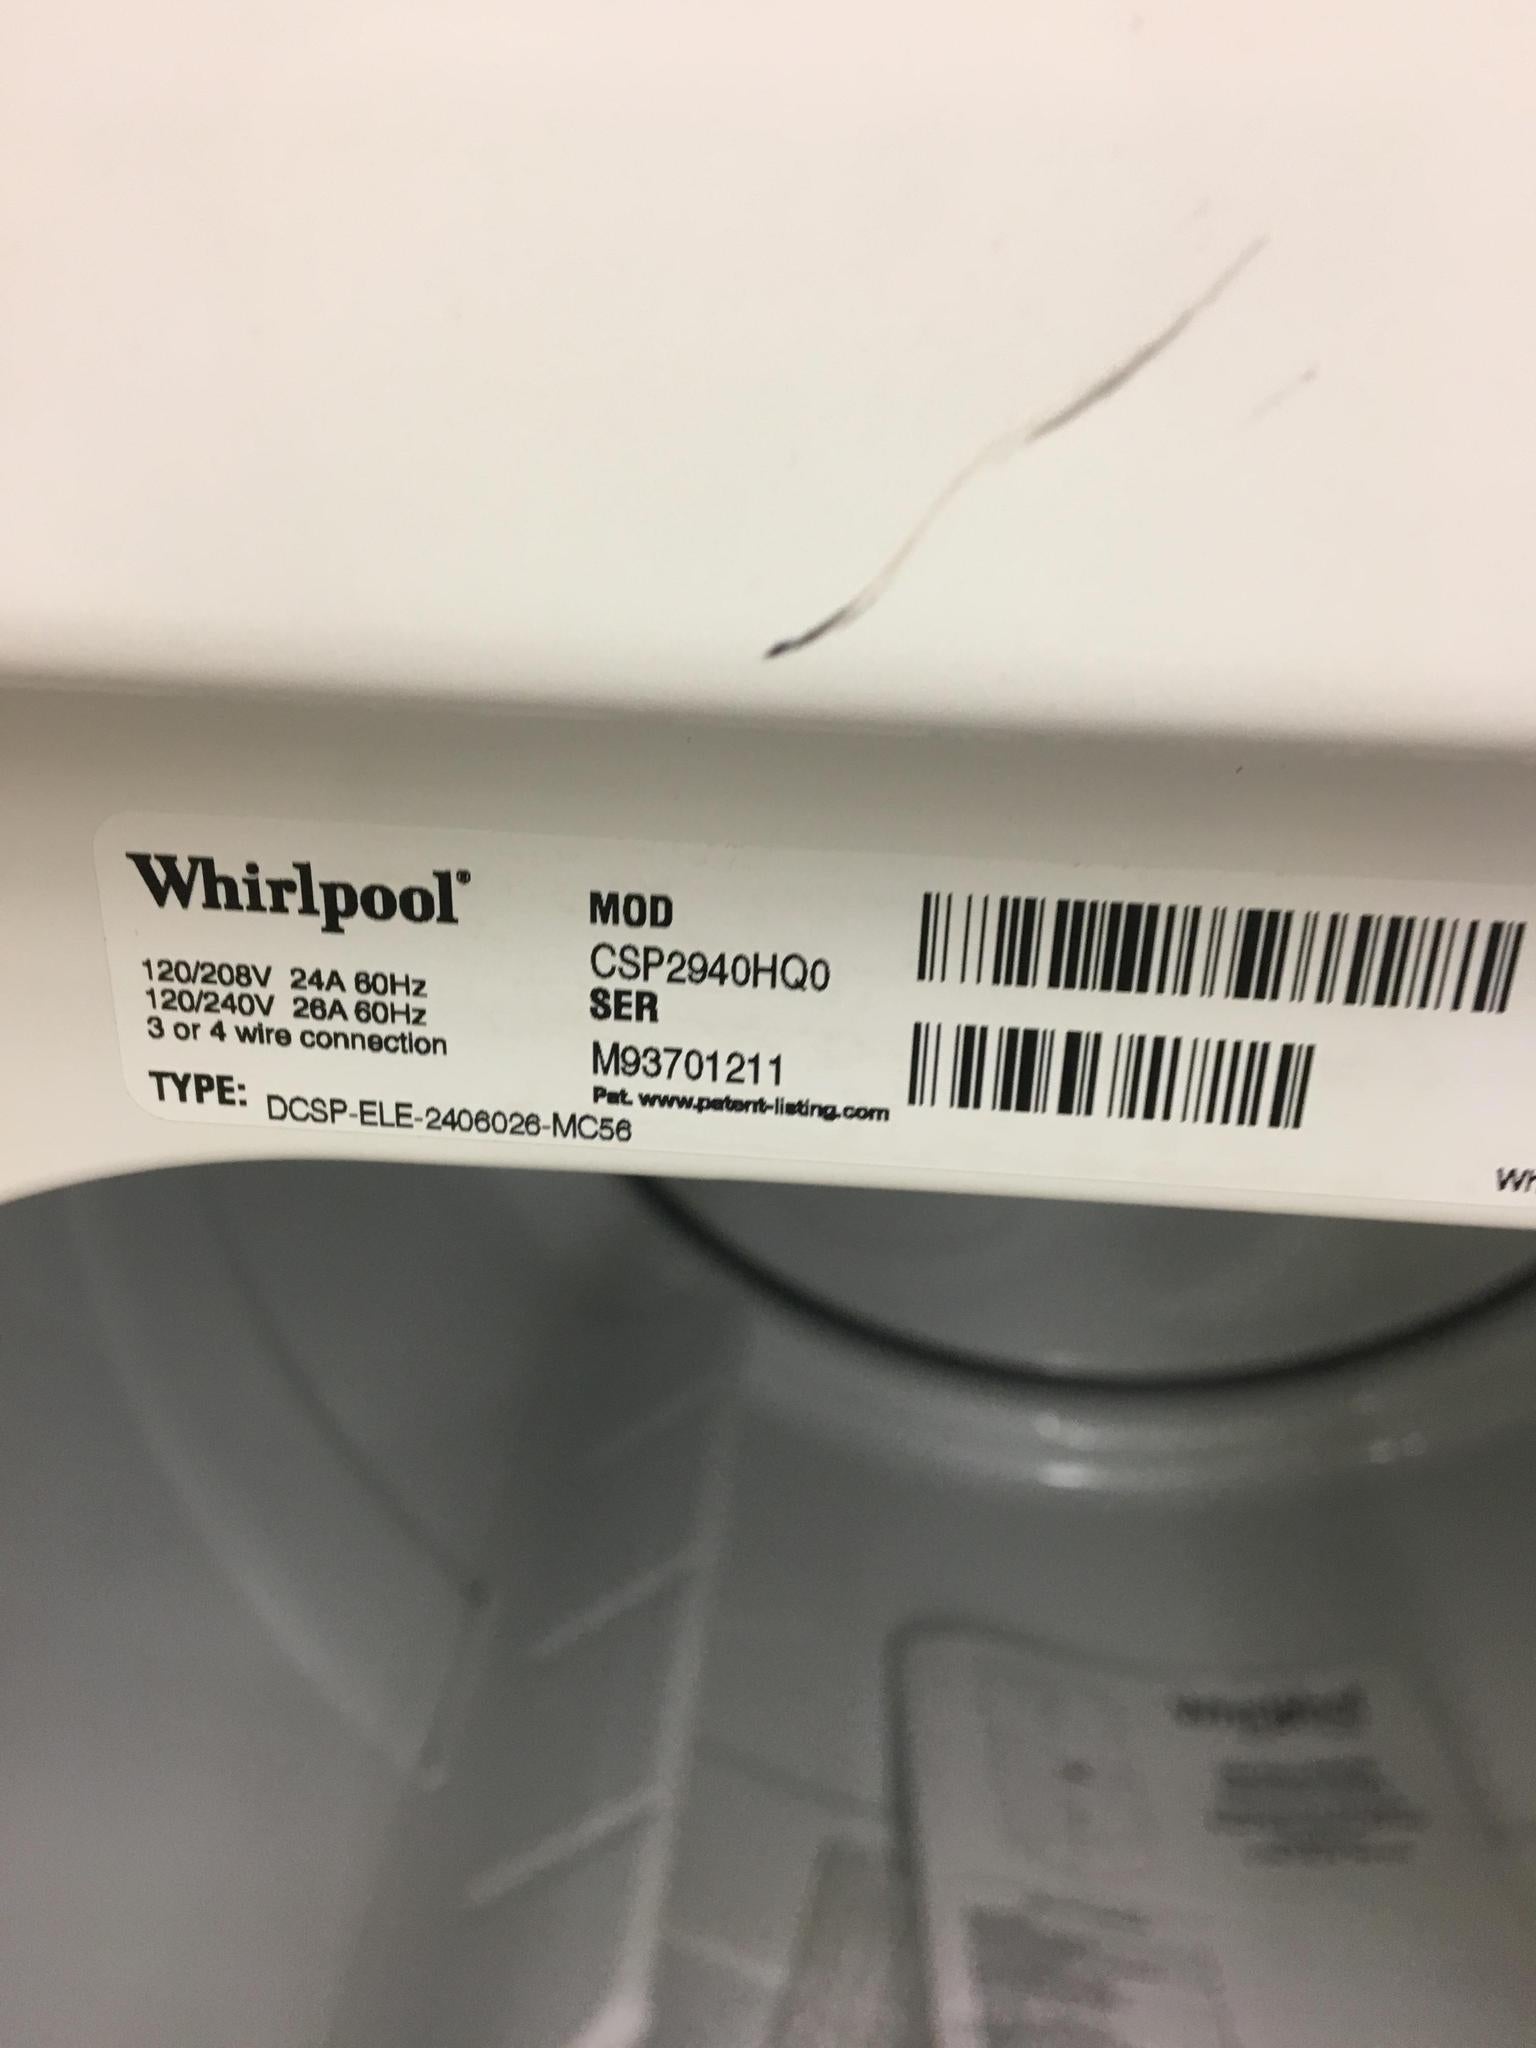 Whirlpool®
120/208V 24A 60Hz
120/240V 26A 60Hz
3 or 4 wire connection
TYPE: DCSP-ELE-2406026-MC56
MOD
CSP2940HQ0
SER
M93701211
Pat. www.patent-listing.com
Wh